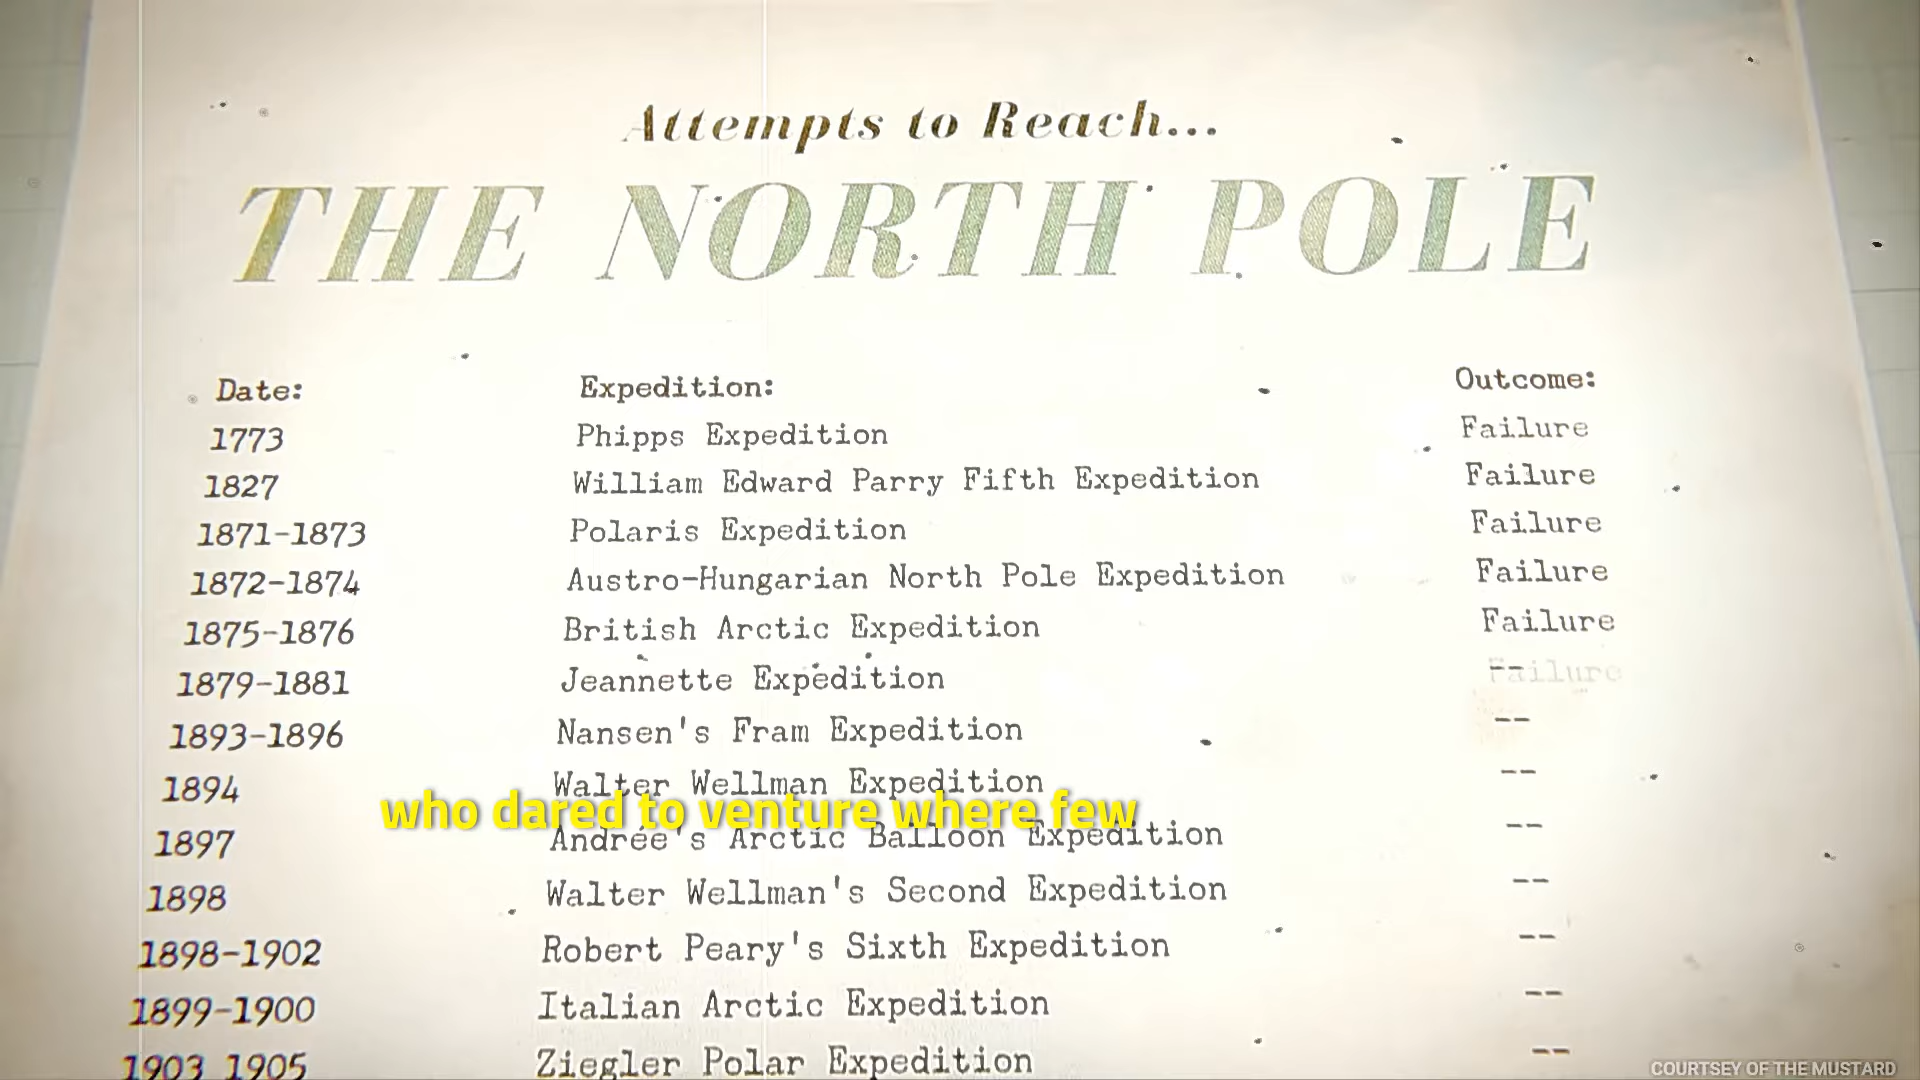 Attempts to Reach...
THE NORTH POLE
Date: Expedition: Outcome:
1773 Phipps Expedition Failure
1827 William Edward Parry Fifth Expedition Failure
1871-1873 Polaris Expedition Failure
1872-1874 Austro-Hungarian North Pole Expedition Failure
1875-1876 British Arctic Expedition Failure
1879-1881 Jeannette Expedition -- Failure
1893-1896 Nansen's Fram Expedition --
1894 Walter Wellman Expedition --
who dared to venture where few
1897 Andrée's Arctic Balloon Expedition --
1898 Walter Wellman's Second Expedition --
1898-1902 Robert Peary's Sixth Expedition --
1899-1900 Italian Arctic Expedition --
1903 1905 Ziegler Polar Expedition --
COURTSEY OF THE MUSTARD